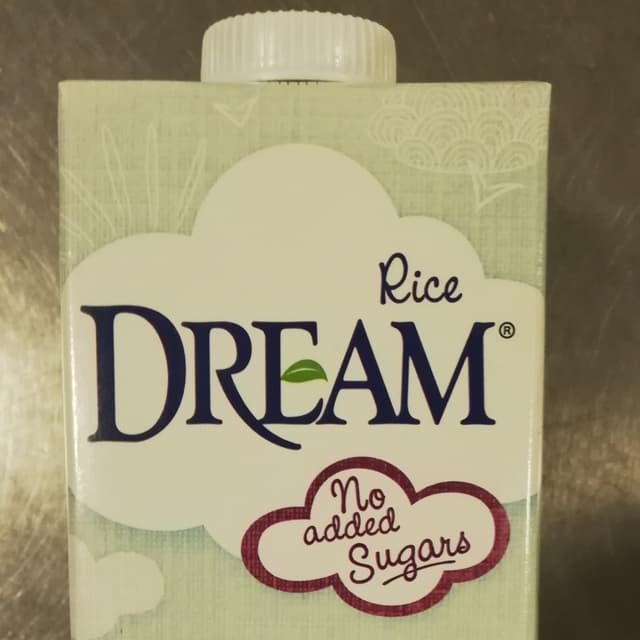 Rice
DREAM®
No
added
Sugars